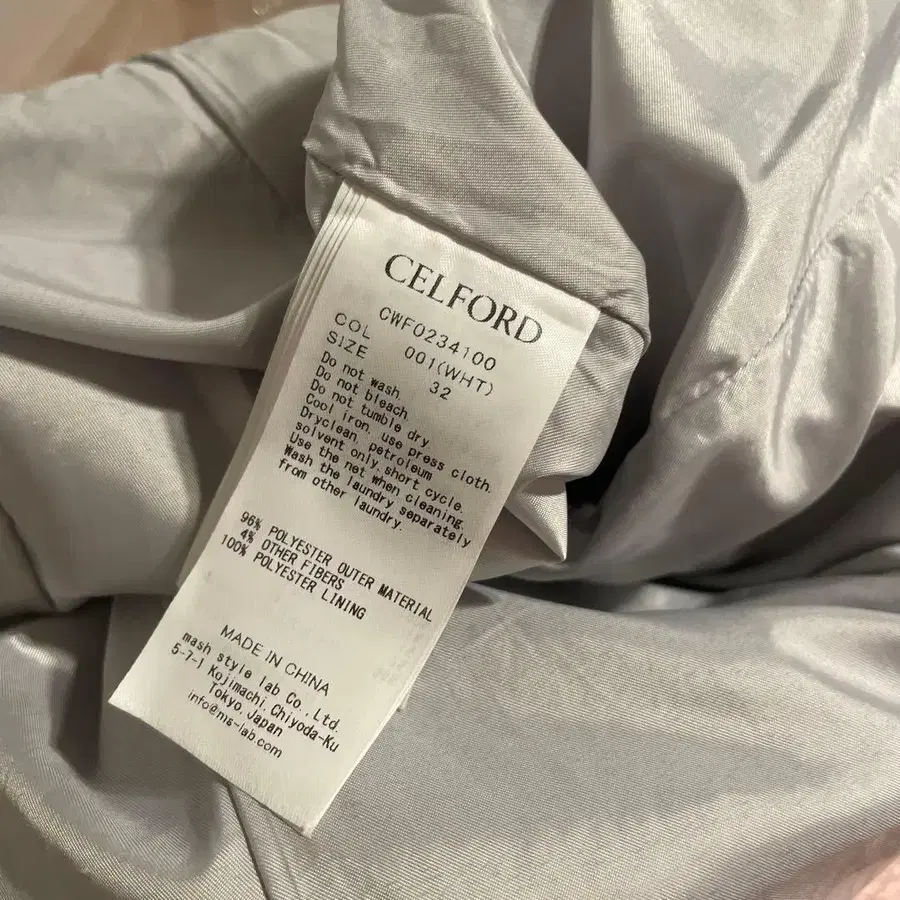 CELFORD
CWF0234100
COL 001(WHT)
SIZE 32
Do not wash.
Do not bleach.
Do not tumble dry.
Cool iron, use press cloth.
Dryclean, petroleum
solvent only,short cycle.
Use the net when cleaning.
Wash the laundry separately
from other laundry.
96% POLYESTER OUTER MATERIAL
4% OTHER FIBERS
100% POLYESTER LINING
MADE IN CHINA
mash style lab Co.,Ltd.
5-7-1 Kojimachi,Chiyoda-Ku
Tokyo,Japan
info@ms-lab.com